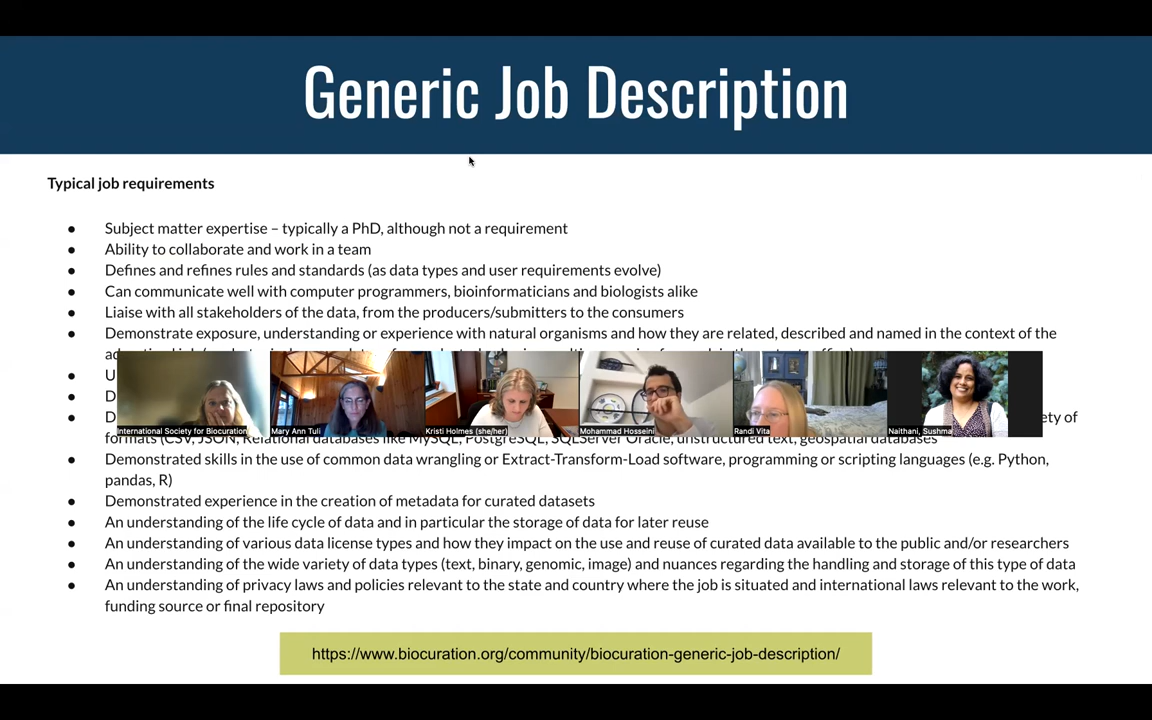 Generic Job Description
Typical job requirements
● Subject matter expertise – typically a PhD, although not a requirement
● Ability to collaborate and work in a team
● Defines and refines rules and standards (as data types and user requirements evolve)
● Can communicate well with computer programmers, bioinformaticians and biologists alike
● Liaise with all stakeholders of the data, from the producers/submitters to the consumers
● Demonstrate exposure, understanding or experience with natural organisms and how they are related, described and named in the context of the
● U
● D
● D
International Society for Biocuration
Mary Ann Tuli
Kristi Holmes (she/her)
Mohammad Hosseini
Randi Vita
Naithani, Sushma
ety of
formats (CSV, JSON, Relational databases like MySQL, PostgreSQL, SQLServer Oracle, unstructured text, geospatial databases
● Demonstrated skills in the use of common data wrangling or Extract-Transform-Load software, programming or scripting languages (e.g. Python,
pandas, R)
● Demonstrated experience in the creation of metadata for curated datasets
● An understanding of the life cycle of data and in particular the storage of data for later reuse
● An understanding of various data license types and how they impact on the use and reuse of curated data available to the public and/or researchers
● An understanding of the wide variety of data types (text, binary, genomic, image) and nuances regarding the handling and storage of this type of data
● An understanding of privacy laws and policies relevant to the state and country where the job is situated and international laws relevant to the work,
funding source or final repository
https://www.biocuration.org/community/biocuration-generic-job-description/